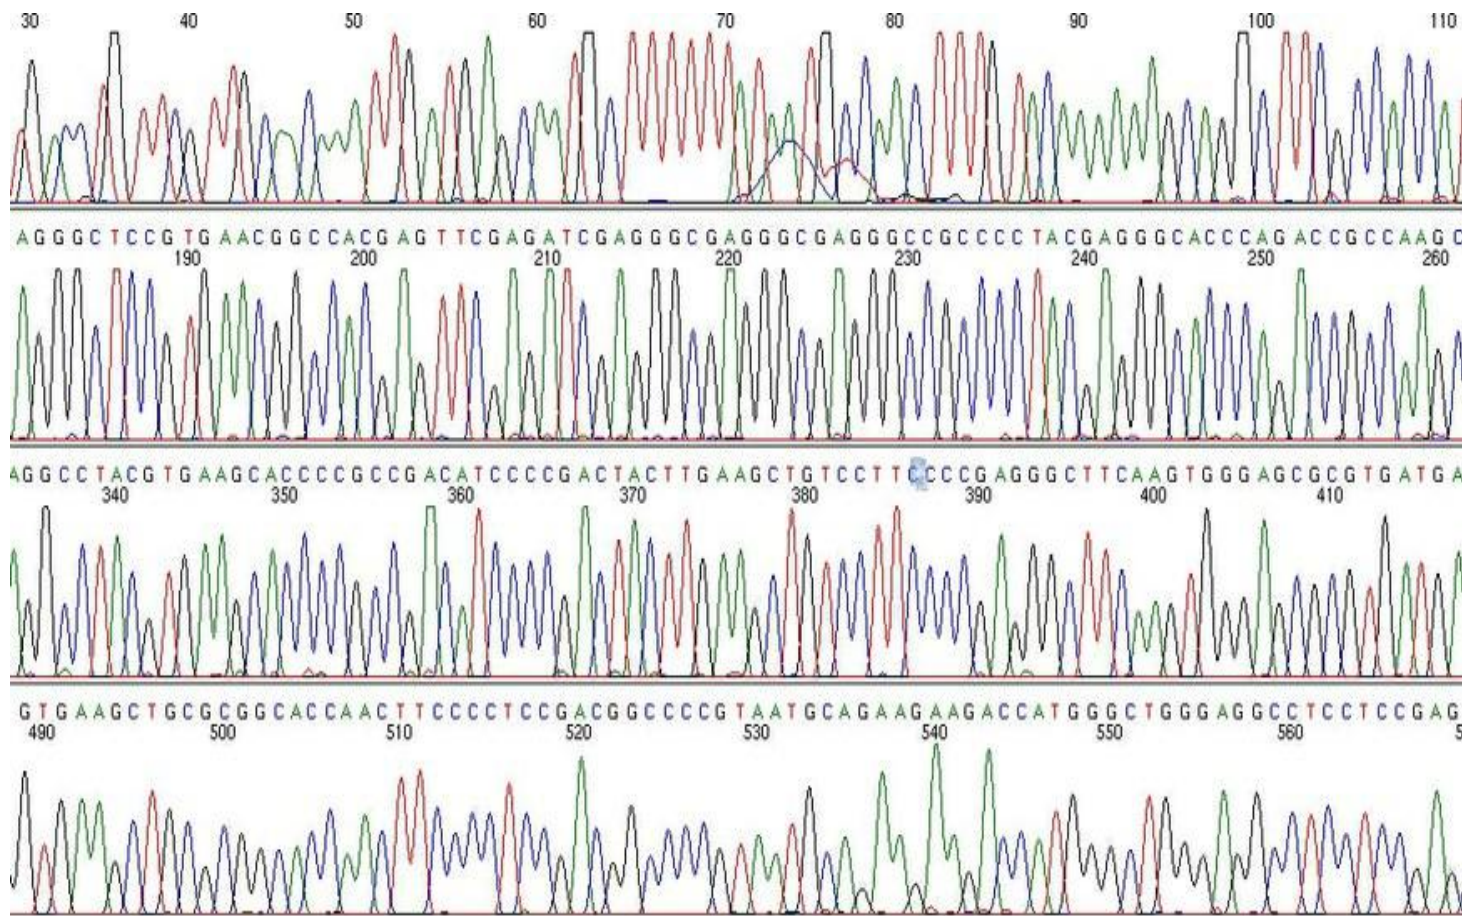 30 40 50 60 70 80 90 100 110
AGGGCTCCGTGAACGGCCACGAGTTCGAGATCGAGGGCGAGGGCGAGGGCCGCCCCTACGAGGGCACCCAGACCGCCAAGC
190 200 210 220 230 240 250 260
AGGCCTACGTGAAGCACCCCGCCGACATCCCCGACTACTTGAAGCTGTCCTTCCCCGAGGGCTTCAAGTGGGAGCGCGTGATGA
340 350 360 370 380 390 400 410
GTGAAGCTGCGCGGCACCAACTTCCCCTCCGACGGCCCCGTAATGCAGAAGAAGACCATGGGCTGGGAGGCCTCCTCCGAG
490 500 510 520 530 540 550 560